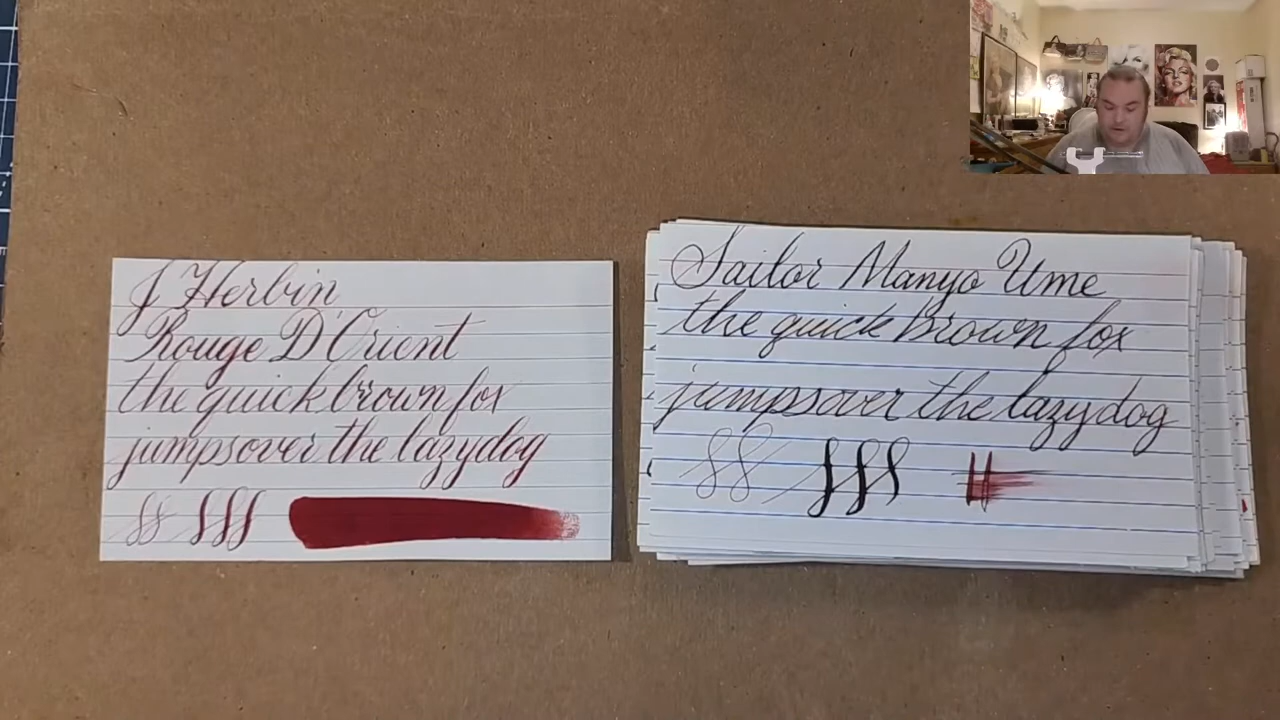 J Herbin
Rouge D'Orient
the quick brown fox
jumpsover the lazydog
Sailor Manyo Ume
the quick brown fox
jumpsover the lazydog